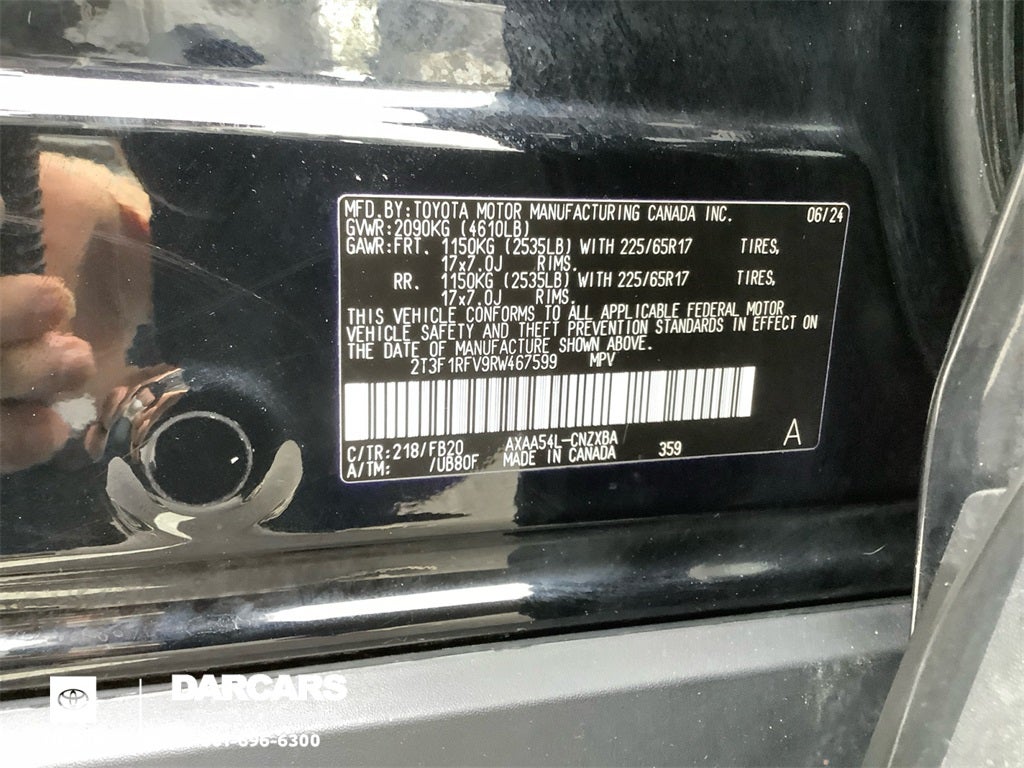 MFD.BY:TOYOTA MOTOR MANUFACTURING CANADA INC. 06/24
GVWR:2090KG (4610LB)
GAWR:FRT. 1150KG (2535LB) WITH 225/65R17 TIRES,
17x7.0J RIMS.
RR. 1150KG (2535LB) WITH 225/65R17 TIRES,
17x7.0J RIMS.
THIS VEHICLE CONFORMS TO ALL APPLICABLE FEDERAL MOTOR
VEHICLE SAFETY AND THEFT PREVENTION STANDARDS IN EFFECT ON
THE DATE OF MANUFACTURE SHOWN ABOVE.
2T3F1RFV9RW467599 MPV
C/TR:218/FB20 AXAA54L-CNZXBA 359 A
A/TM: /UB80F MADE IN CANADA
DARCARS
696-6300